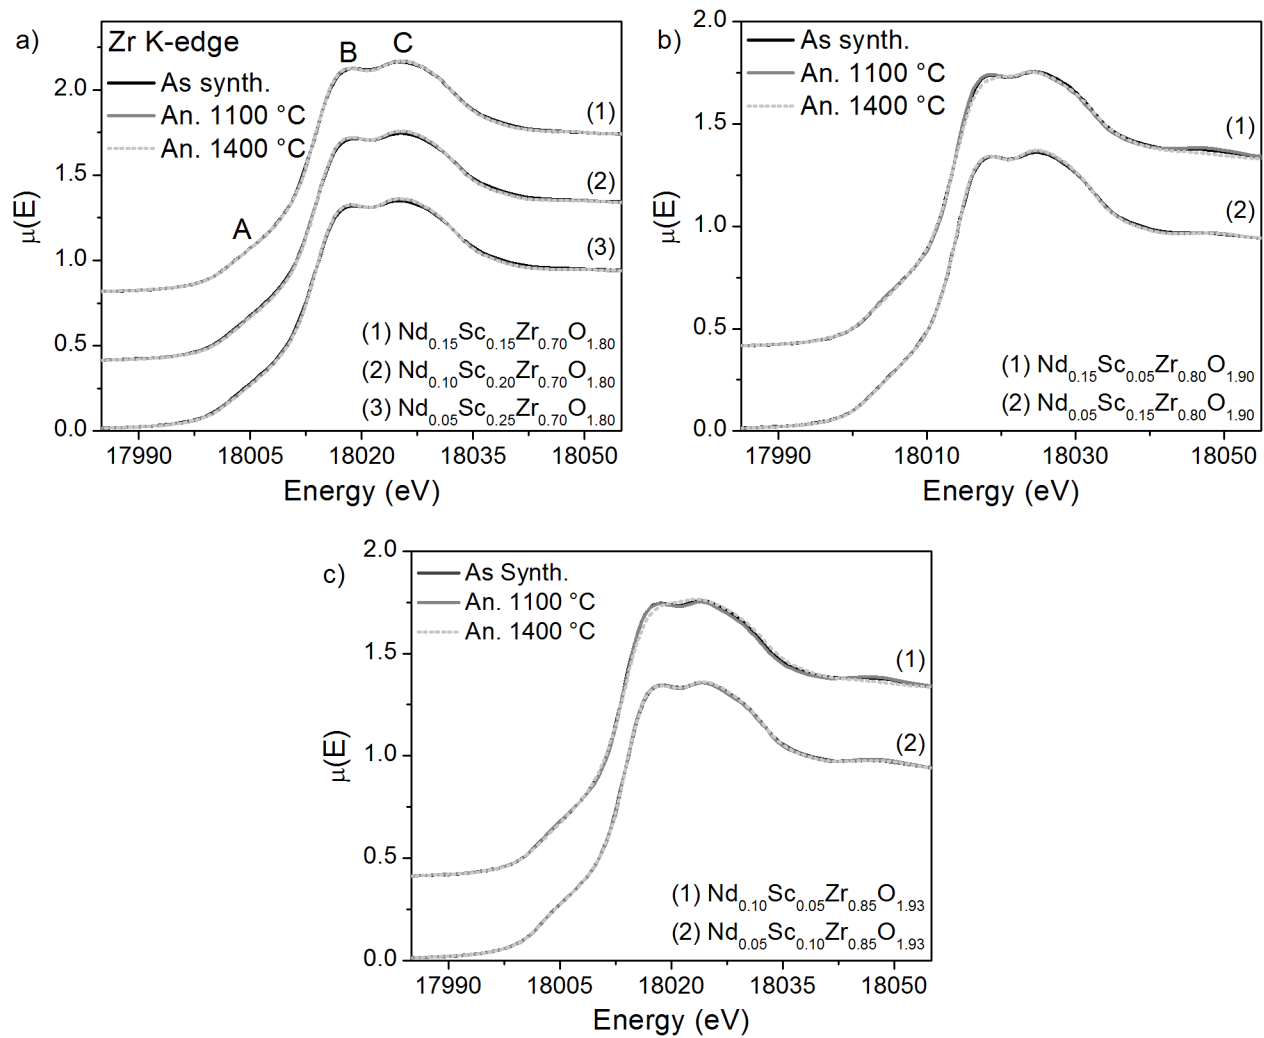 a)
Zr K-edge
As synth.
An. 1100 °C
An. 1400 °C
A
B
C
(1)
(2)
(3)
(1) Nd0.15Sc0.15Zr0.70O1.80
(2) Nd0.10Sc0.20Zr0.70O1.80
(3) Nd0.05Sc0.25Zr0.70O1.80
2.0
1.5
1.0
0.5
0.0
μ(E)
17990 18005 18020 18035 18050
Energy (eV)
b)
As synth.
An. 1100 °C
An. 1400 °C
(1)
(2)
(1) Nd0.15Sc0.05Zr0.80O1.90
(2) Nd0.05Sc0.15Zr0.80O1.90
2.0
1.5
1.0
0.5
0.0
μ(E)
17990 18010 18030 18050
Energy (eV)
c)
As Synth.
An. 1100 °C
An. 1400 °C
(1)
(2)
(1) Nd0.10Sc0.05Zr0.85O1.93
(2) Nd0.05Sc0.10Zr0.85O1.93
2.0
1.5
1.0
0.5
0.0
μ(E)
17990 18005 18020 18035 18050
Energy (eV)